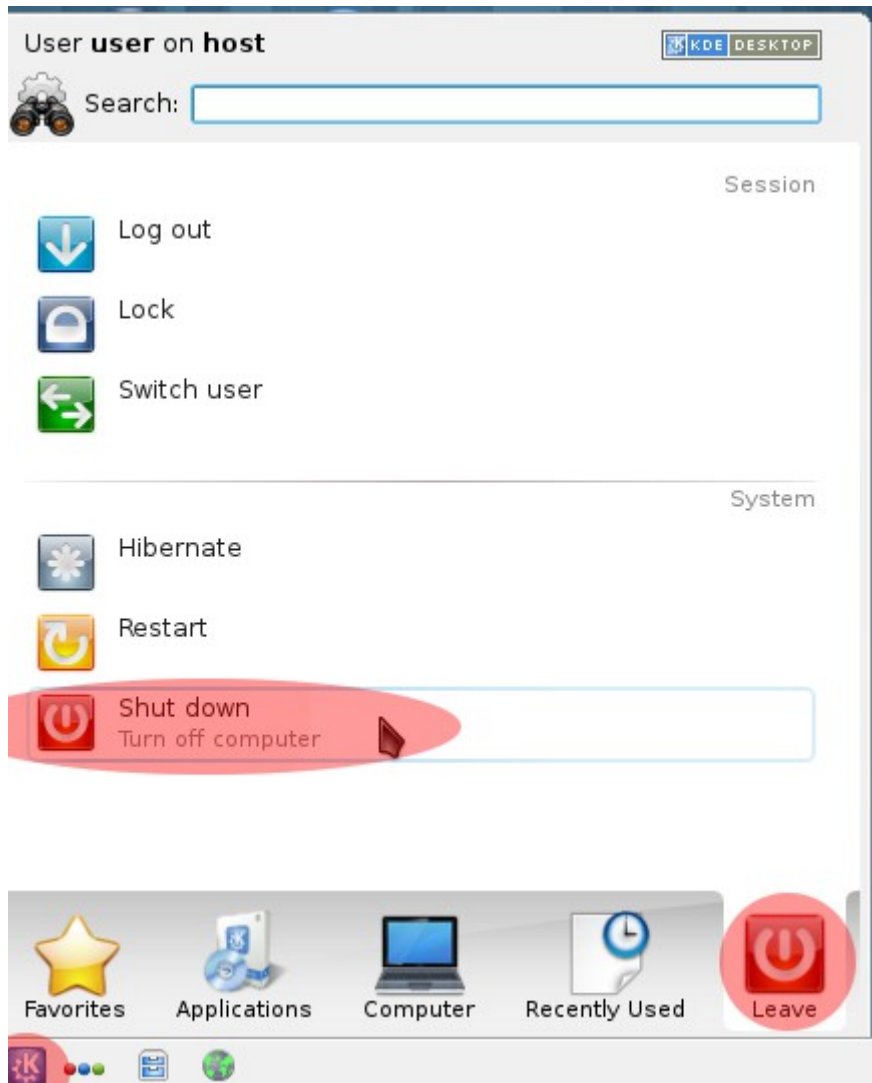 User user on host
KDE DESKTOP
Search:
Session
Log out
Lock
Switch user
System
Hibernate
Restart
Shut down
Turn off computer
Favorites Applications Computer Recently Used Leave